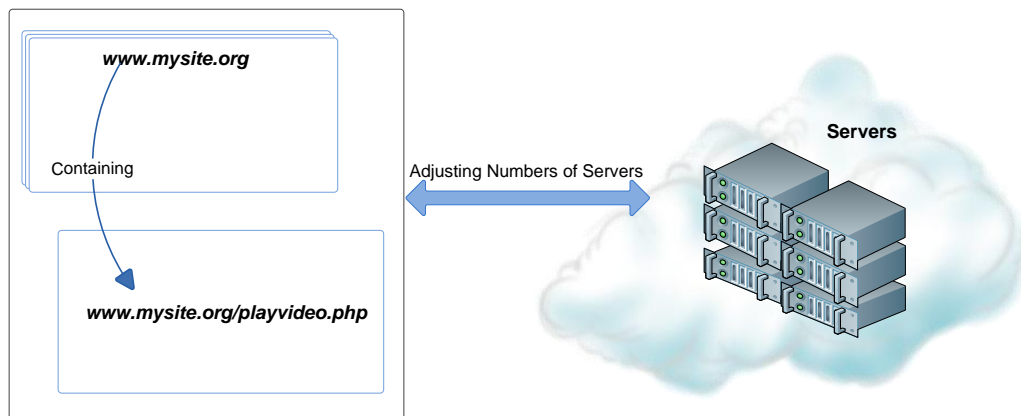 www.mysite.org
Containing
Adjusting Numbers of Servers
Servers
www.mysite.org/playvideo.php